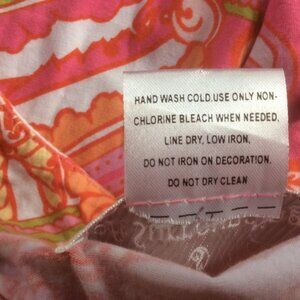 HAND WASH COLD.USE ONLY NON-
CHLORINE BLEACH WHEN NEEDED,
LINE DRY, LOW IRON,
DO NOT IRON ON DECORATION,
DO NOT DRY CLEAN